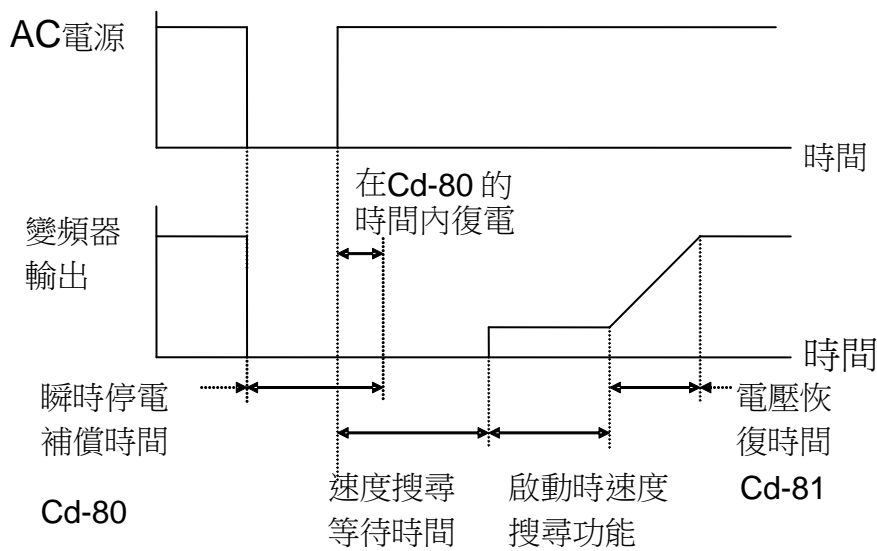 AC電源
時間
在Cd-80 的
時間內復電
變頻器
輸出
時間
瞬時停電
補償時間
Cd-80
速度搜尋
等待時間
啟動時速度
搜尋功能
電壓恢
復時間
Cd-81